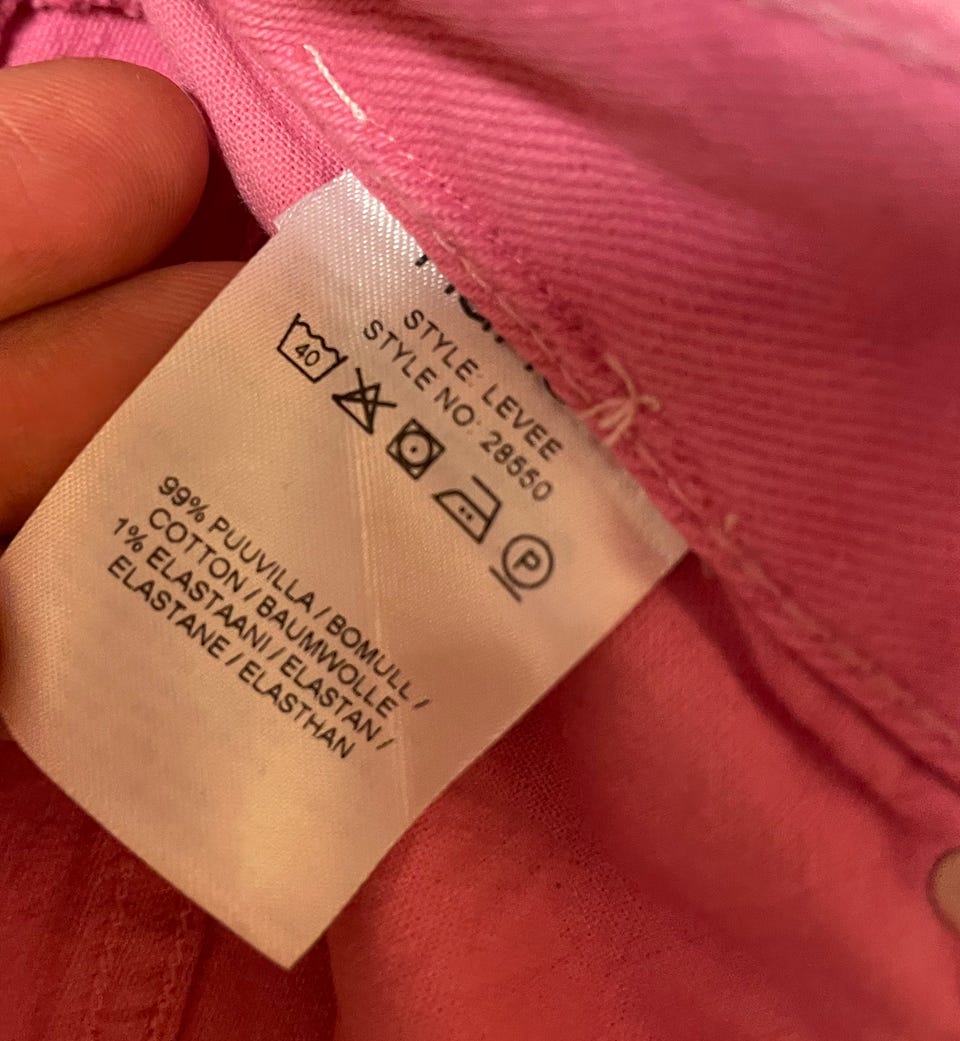 STYLE: LEVEE
STYLE NO: 28550
40
P
99% PUUVILLA / BOMULL /
COTTON / BAUMWOLLE
1% ELASTAANI / ELASTAN /
ELASTANE / ELASTHAN